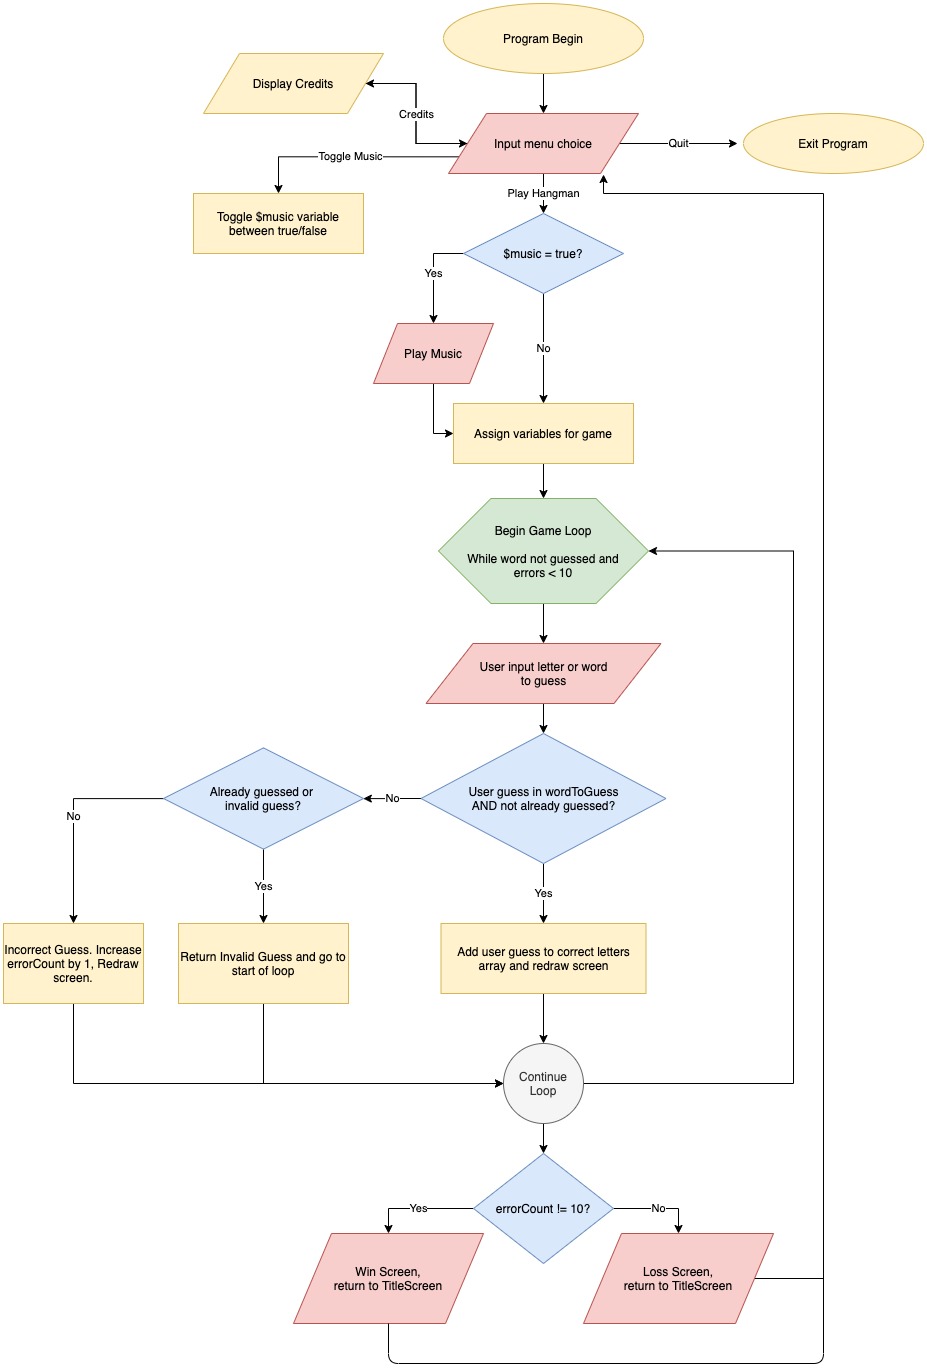 Program Begin
Display Credits
Credits
Input menu choice
Quit
Exit Program
Toggle Music
Toggle $music variable
between true/false
Play Hangman
$music = true?
Yes
Play Music
No
Assign variables for game
Begin Game Loop
While word not guessed and
errors < 10
User input letter or word
to guess
User guess in wordToGuess
AND not already guessed?
No
Already guessed or
invalid guess?
No
Yes
Yes
Incorrect Guess. Increase
errorCount by 1, Redraw
screen.
Return Invalid Guess and go to
start of loop
Add user guess to correct letters
array and redraw screen
Continue
Loop
errorCount != 10?
Yes
No
Win Screen,
return to TitleScreen
Loss Screen,
return to TitleScreen